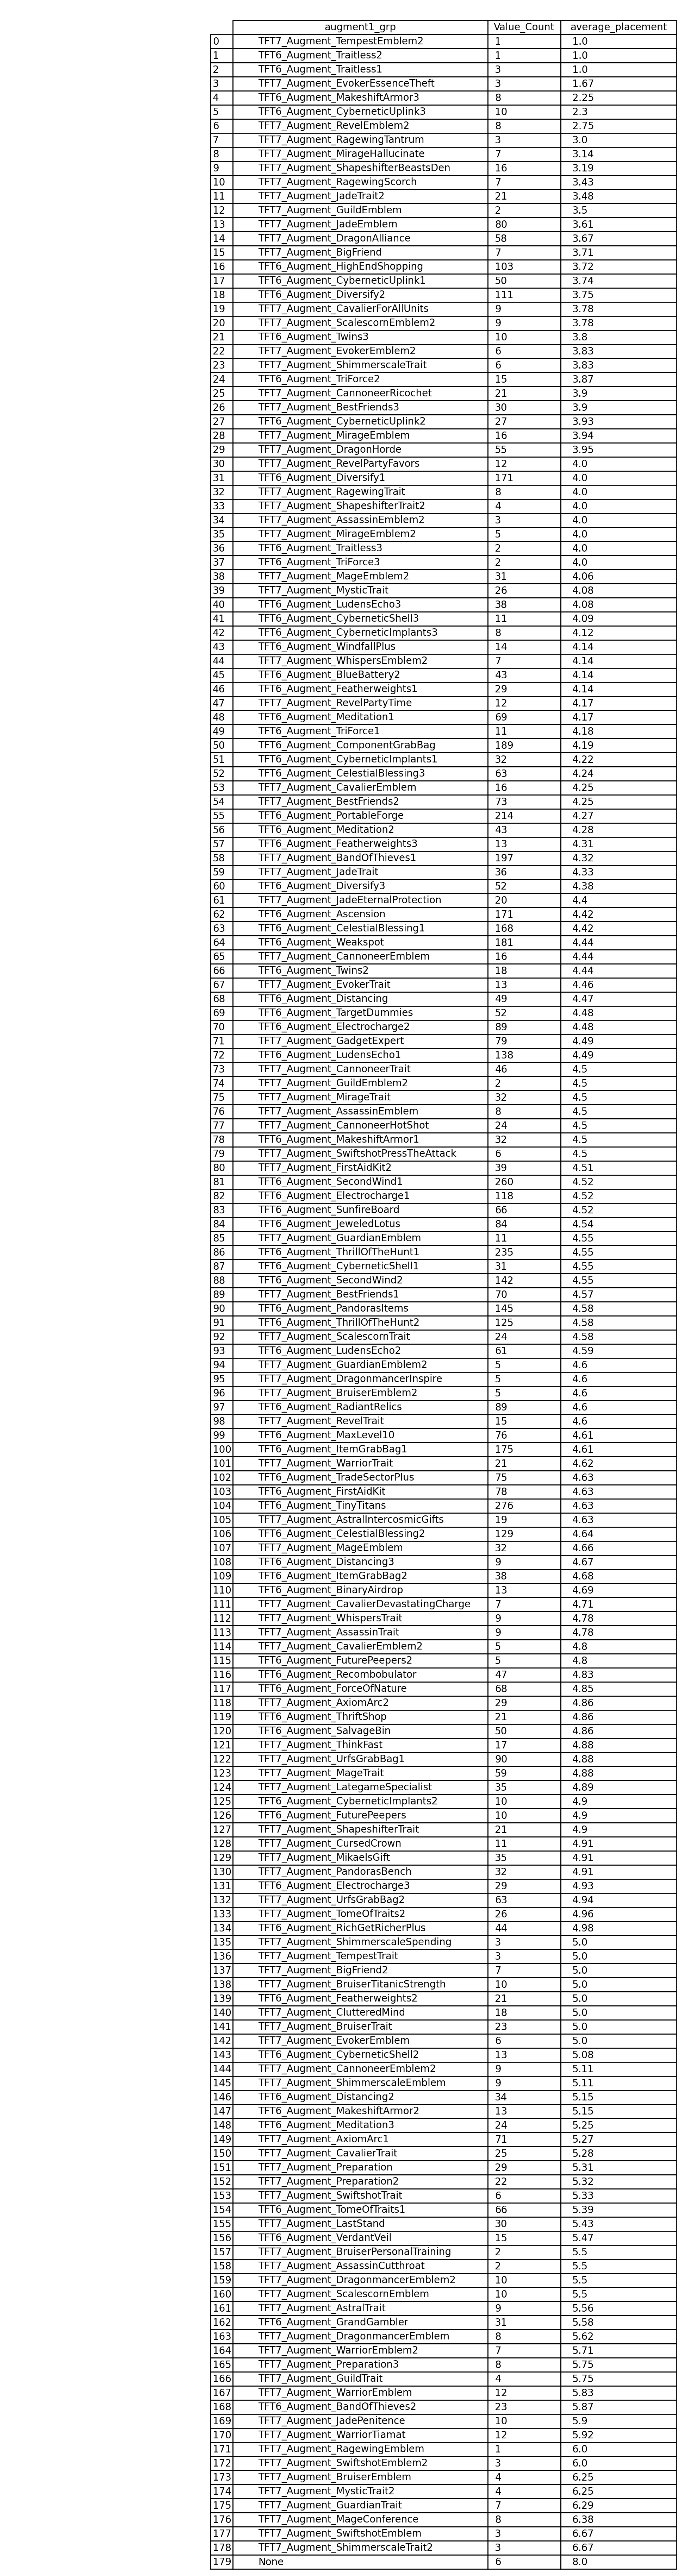 augment1_grp Value_Count average_placement
0 TFT7_Augment_TempestEmblem2 1 1.0
1 TFT6_Augment_Traitless2 1 1.0
2 TFT6_Augment_Traitless1 3 1.0
3 TFT7_Augment_EvokerEssenceTheft 3 1.67
4 TFT6_Augment_MakeshiftArmor3 8 2.25
5 TFT6_Augment_CyberneticUplink3 10 2.3
6 TFT7_Augment_RevelEmblem2 8 2.75
7 TFT7_Augment_RagewingTantrum 3 3.0
8 TFT7_Augment_MirageHallucinate 7 3.14
9 TFT7_Augment_ShapeshifterBeastsDen 16 3.19
10 TFT7_Augment_RagewingScorch 7 3.43
11 TFT7_Augment_JadeTrait2 21 3.48
12 TFT7_Augment_GuildEmblem 2 3.5
13 TFT7_Augment_JadeEmblem 80 3.61
14 TFT7_Augment_DragonAlliance 58 3.67
15 TFT7_Augment_BigFriend 7 3.71
16 TFT6_Augment_HighEndShopping 103 3.72
17 TFT6_Augment_CyberneticUplink1 50 3.74
18 TFT6_Augment_Diversify2 111 3.75
19 TFT7_Augment_CavalierForAllUnits 9 3.78
20 TFT7_Augment_ScalescornEmblem2 9 3.78
21 TFT6_Augment_Twins3 10 3.8
22 TFT7_Augment_EvokerEmblem2 6 3.83
23 TFT7_Augment_ShimmerscaleTrait 6 3.83
24 TFT6_Augment_TriForce2 15 3.87
25 TFT7_Augment_CannoneerRicochet 21 3.9
26 TFT7_Augment_BestFriends3 30 3.9
27 TFT6_Augment_CyberneticUplink2 27 3.93
28 TFT7_Augment_MirageEmblem 16 3.94
29 TFT7_Augment_DragonHorde 55 3.95
30 TFT7_Augment_RevelPartyFavors 12 4.0
31 TFT6_Augment_Diversify1 171 4.0
32 TFT7_Augment_RagewingTrait 8 4.0
33 TFT7_Augment_ShapeshifterTrait2 4 4.0
34 TFT7_Augment_AssassinEmblem2 3 4.0
35 TFT7_Augment_MirageEmblem2 5 4.0
36 TFT6_Augment_Traitless3 2 4.0
37 TFT6_Augment_TriForce3 2 4.0
38 TFT7_Augment_MageEmblem2 31 4.06
39 TFT7_Augment_MysticTrait 26 4.08
40 TFT6_Augment_LudensEcho3 38 4.08
41 TFT6_Augment_CyberneticShell3 11 4.09
42 TFT6_Augment_CyberneticImplants3 8 4.12
43 TFT6_Augment_WindfallPlus 14 4.14
44 TFT7_Augment_WhispersEmblem2 7 4.14
45 TFT6_Augment_BlueBattery2 43 4.14
46 TFT6_Augment_Featherweights1 29 4.14
47 TFT7_Augment_RevelPartyTime 12 4.17
48 TFT6_Augment_Meditation1 69 4.17
49 TFT6_Augment_TriForce1 11 4.18
50 TFT6_Augment_ComponentGrabBag 189 4.19
51 TFT6_Augment_CyberneticImplants1 32 4.22
52 TFT6_Augment_CelestialBlessing3 63 4.24
53 TFT7_Augment_CavalierEmblem 16 4.25
54 TFT7_Augment_BestFriends2 73 4.25
55 TFT6_Augment_PortableForge 214 4.27
56 TFT6_Augment_Meditation2 43 4.28
57 TFT6_Augment_Featherweights3 13 4.31
58 TFT7_Augment_BandOfThieves1 197 4.32
59 TFT7_Augment_JadeTrait 36 4.33
60 TFT6_Augment_Diversify3 52 4.38
61 TFT7_Augment_JadeEternalProtection 20 4.4
62 TFT6_Augment_Ascension 171 4.42
63 TFT6_Augment_CelestialBlessing1 168 4.42
64 TFT6_Augment_Weakspot 181 4.44
65 TFT7_Augment_CannoneerEmblem 16 4.44
66 TFT6_Augment_Twins2 18 4.44
67 TFT7_Augment_EvokerTrait 13 4.46
68 TFT6_Augment_Distancing 49 4.47
69 TFT6_Augment_TargetDummies 52 4.48
70 TFT6_Augment_Electrocharge2 89 4.48
71 TFT7_Augment_GadgetExpert 79 4.49
72 TFT6_Augment_LudensEcho1 138 4.49
73 TFT7_Augment_CannoneerTrait 46 4.5
74 TFT7_Augment_GuildEmblem2 2 4.5
75 TFT7_Augment_MirageTrait 32 4.5
76 TFT7_Augment_AssassinEmblem 8 4.5
77 TFT7_Augment_CannoneerHotShot 24 4.5
78 TFT6_Augment_MakeshiftArmor1 32 4.5
79 TFT7_Augment_SwiftshotPressTheAttack 6 4.5
80 TFT7_Augment_FirstAidKit2 39 4.51
81 TFT6_Augment_SecondWind1 260 4.52
82 TFT6_Augment_Electrocharge1 118 4.52
83 TFT6_Augment_SunfireBoard 66 4.52
84 TFT6_Augment_JeweledLotus 84 4.54
85 TFT7_Augment_GuardianEmblem 11 4.55
86 TFT6_Augment_ThrillOfTheHunt1 235 4.55
87 TFT6_Augment_CyberneticShell1 31 4.55
88 TFT6_Augment_SecondWind2 142 4.55
89 TFT7_Augment_BestFriends1 70 4.57
90 TFT6_Augment_PandorasItems 145 4.58
91 TFT6_Augment_ThrillOfTheHunt2 125 4.58
92 TFT7_Augment_ScalescornTrait 24 4.58
93 TFT6_Augment_LudensEcho2 61 4.59
94 TFT7_Augment_GuardianEmblem2 5 4.6
95 TFT7_Augment_DragonmancerInspire 5 4.6
96 TFT7_Augment_BruiserEmblem2 5 4.6
97 TFT6_Augment_RadiantRelics 89 4.6
98 TFT7_Augment_RevelTrait 15 4.6
99 TFT6_Augment_MaxLevel10 76 4.61
100 TFT6_Augment_ItemGrabBag1 175 4.61
101 TFT7_Augment_WarriorTrait 21 4.62
102 TFT6_Augment_TradeSectorPlus 75 4.63
103 TFT6_Augment_FirstAidKit 78 4.63
104 TFT6_Augment_TinyTitans 276 4.63
105 TFT7_Augment_AstralIntercosmicGifts 19 4.63
106 TFT6_Augment_CelestialBlessing2 129 4.64
107 TFT7_Augment_MageEmblem 32 4.66
108 TFT6_Augment_Distancing3 9 4.67
109 TFT6_Augment_ItemGrabBag2 38 4.68
110 TFT6_Augment_BinaryAirdrop 13 4.69
111 TFT7_Augment_CavalierDevastatingCharge 7 4.71
112 TFT7_Augment_WhispersTrait 9 4.78
113 TFT7_Augment_AssassinTrait 9 4.78
114 TFT7_Augment_CavalierEmblem2 5 4.8
115 TFT6_Augment_FuturePeepers2 5 4.8
116 TFT6_Augment_Recombobulator 47 4.83
117 TFT6_Augment_ForceOfNature 68 4.85
118 TFT7_Augment_AxiomArc2 29 4.86
119 TFT6_Augment_ThriftShop 21 4.86
120 TFT6_Augment_SalvageBin 50 4.86
121 TFT7_Augment_ThinkFast 17 4.88
122 TFT7_Augment_UrfsGrabBag1 90 4.88
123 TFT7_Augment_MageTrait 59 4.88
124 TFT7_Augment_LategameSpecialist 35 4.89
125 TFT6_Augment_CyberneticImplants2 10 4.9
126 TFT6_Augment_FuturePeepers 10 4.9
127 TFT7_Augment_ShapeshifterTrait 21 4.9
128 TFT7_Augment_CursedCrown 11 4.91
129 TFT7_Augment_MikaelsGift 35 4.91
130 TFT7_Augment_PandorasBench 32 4.91
131 TFT6_Augment_Electrocharge3 29 4.93
132 TFT7_Augment_UrfsGrabBag2 63 4.94
133 TFT7_Augment_TomeOfTraits2 26 4.96
134 TFT6_Augment_RichGetRicherPlus 44 4.98
135 TFT7_Augment_ShimmerscaleSpending 3 5.0
136 TFT7_Augment_TempestTrait 3 5.0
137 TFT7_Augment_BigFriend2 7 5.0
138 TFT7_Augment_BruiserTitanicStrength 10 5.0
139 TFT6_Augment_Featherweights2 21 5.0
140 TFT7_Augment_ClutteredMind 18 5.0
141 TFT7_Augment_BruiserTrait 23 5.0
142 TFT7_Augment_EvokerEmblem 6 5.0
143 TFT6_Augment_CyberneticShell2 13 5.08
144 TFT7_Augment_CannoneerEmblem2 9 5.11
145 TFT7_Augment_ShimmerscaleEmblem 9 5.11
146 TFT6_Augment_Distancing2 34 5.15
147 TFT6_Augment_MakeshiftArmor2 13 5.15
148 TFT6_Augment_Meditation3 24 5.25
149 TFT7_Augment_AxiomArc1 71 5.27
150 TFT7_Augment_CavalierTrait 25 5.28
151 TFT7_Augment_Preparation 29 5.31
152 TFT7_Augment_Preparation2 22 5.32
153 TFT7_Augment_SwiftshotTrait 6 5.33
154 TFT6_Augment_TomeOfTraits1 66 5.39
155 TFT7_Augment_LastStand 30 5.43
156 TFT6_Augment_VerdantVeil 15 5.47
157 TFT7_Augment_BruiserPersonalTraining 2 5.5
158 TFT7_Augment_AssassinCutthroat 2 5.5
159 TFT7_Augment_DragonmancerEmblem2 10 5.5
160 TFT7_Augment_ScalescornEmblem 10 5.5
161 TFT7_Augment_AstralTrait 9 5.56
162 TFT6_Augment_GrandGambler 31 5.58
163 TFT7_Augment_DragonmancerEmblem 8 5.62
164 TFT7_Augment_WarriorEmblem2 7 5.71
165 TFT7_Augment_Preparation3 8 5.75
166 TFT7_Augment_GuildTrait 4 5.75
167 TFT7_Augment_WarriorEmblem 12 5.83
168 TFT6_Augment_BandOfThieves2 23 5.87
169 TFT7_Augment_JadePenitence 10 5.9
170 TFT7_Augment_WarriorTiamat 12 5.92
171 TFT7_Augment_RagewingEmblem 1 6.0
172 TFT7_Augment_SwiftshotEmblem2 3 6.0
173 TFT7_Augment_BruiserEmblem 4 6.25
174 TFT7_Augment_MysticTrait2 4 6.25
175 TFT7_Augment_GuardianTrait 7 6.29
176 TFT7_Augment_MageConference 8 6.38
177 TFT7_Augment_SwiftshotEmblem 3 6.67
178 TFT7_Augment_ShimmerscaleTrait2 3 6.67
179 None 6 8.0